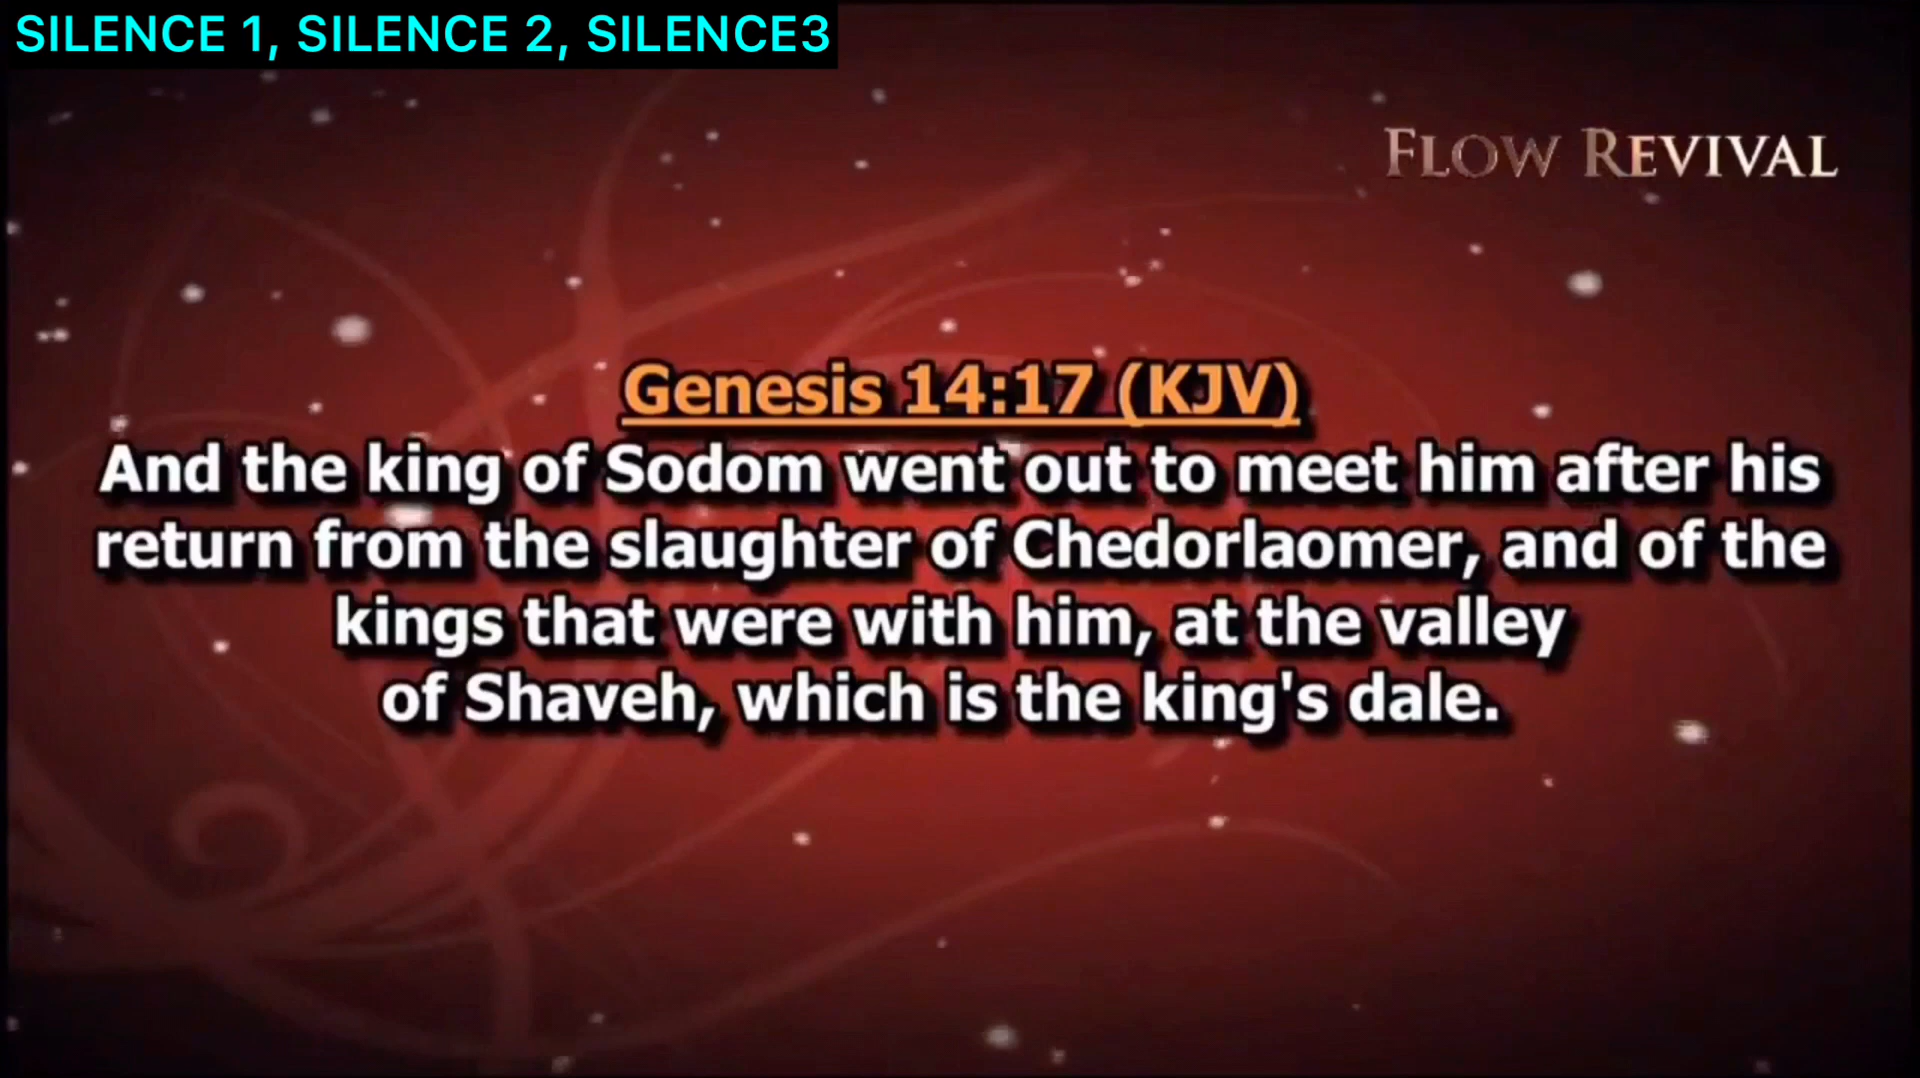 SILENCE 1, SILENCE 2, SILENCE3
FLOW REVIVAL
Genesis 14:17 (KJV)
And the king of Sodom went out to meet him after his
return from the slaughter of Chedorlaomer, and of the
kings that were with him, at the valley
of Shaveh, which is the king's dale.